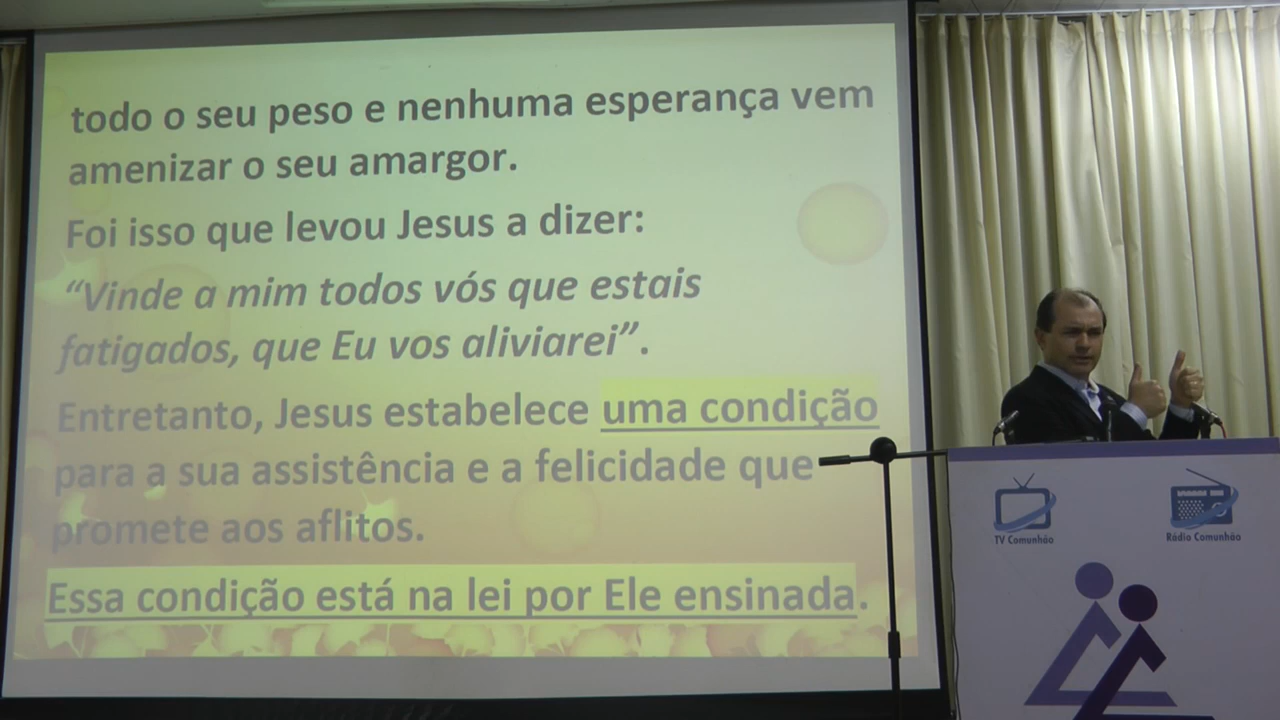 todo o seu peso e nenhuma esperança vem
amenizar o seu amargor.
Foi isso que levou Jesus a dizer:
“Vinde a mim todos vós que estais
fatigados, que Eu vos aliviarei”.
Entretanto, Jesus estabelece uma condição
para a sua assistência e a felicidade que
promete aos aflitos.
Essa condição está na lei por Ele ensinada.
TV Comunhão
Rádio Comunhão